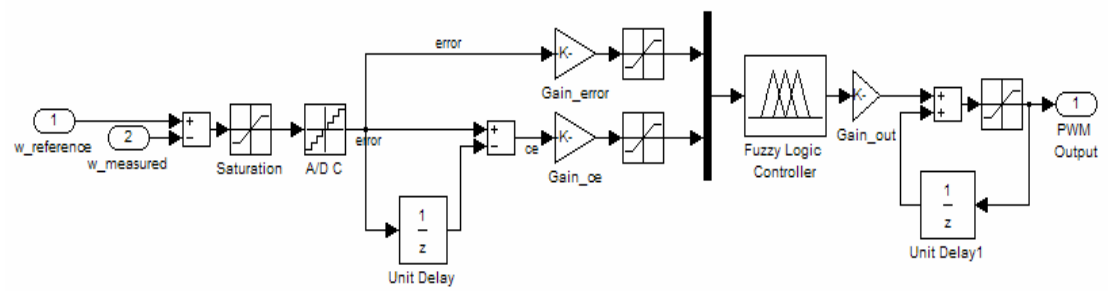 error
K-
Gain_error
1
w_reference
2
w_measured
+
−
Saturation
A/D C
error
+
−
ce
K-
Gain_ce
1
z
Unit Delay
Fuzzy Logic
Controller
K-
Gain_out
+
+
1
PWM
Output
1
z
Unit Delay1